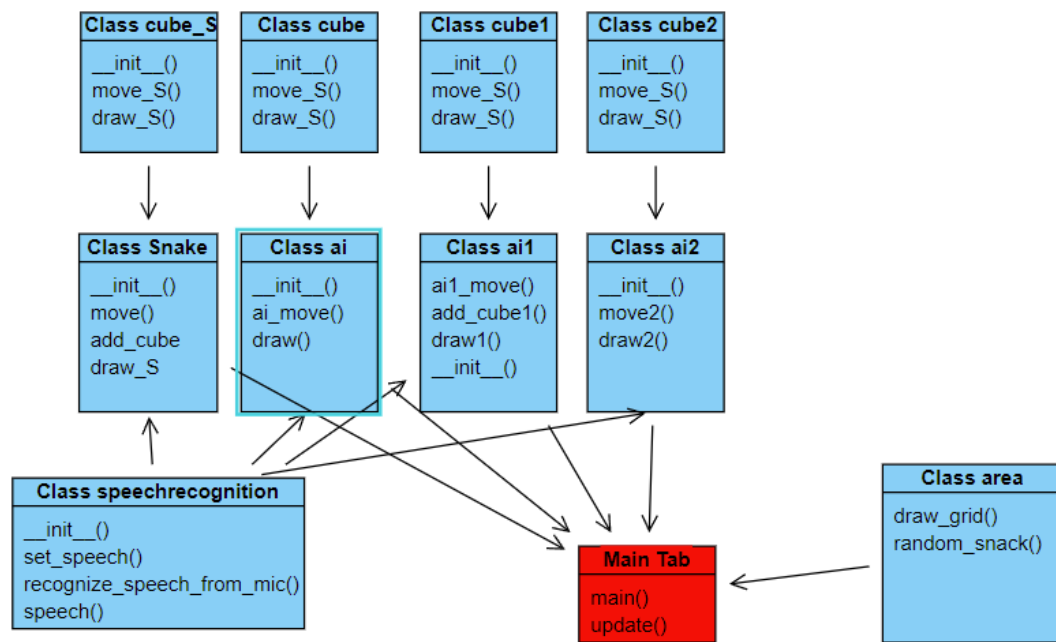 Class cube_S
__init__()
move_S()
draw_S()
Class cube
__init__()
move_S()
draw_S()
Class cube1
__init__()
move_S()
draw_S()
Class cube2
__init__()
move_S()
draw_S()
Class Snake
__init__()
move()
add_cube
draw_S
Class ai
__init__()
ai_move()
draw()
Class ai1
ai1_move()
add_cube1()
draw1()
__init__()
Class ai2
__init__()
move2()
draw2()
Class speechrecognition
__init__()
set_speech()
recognize_speech_from_mic()
speech()
Main Tab
main()
update()
Class area
draw_grid()
random_snack()